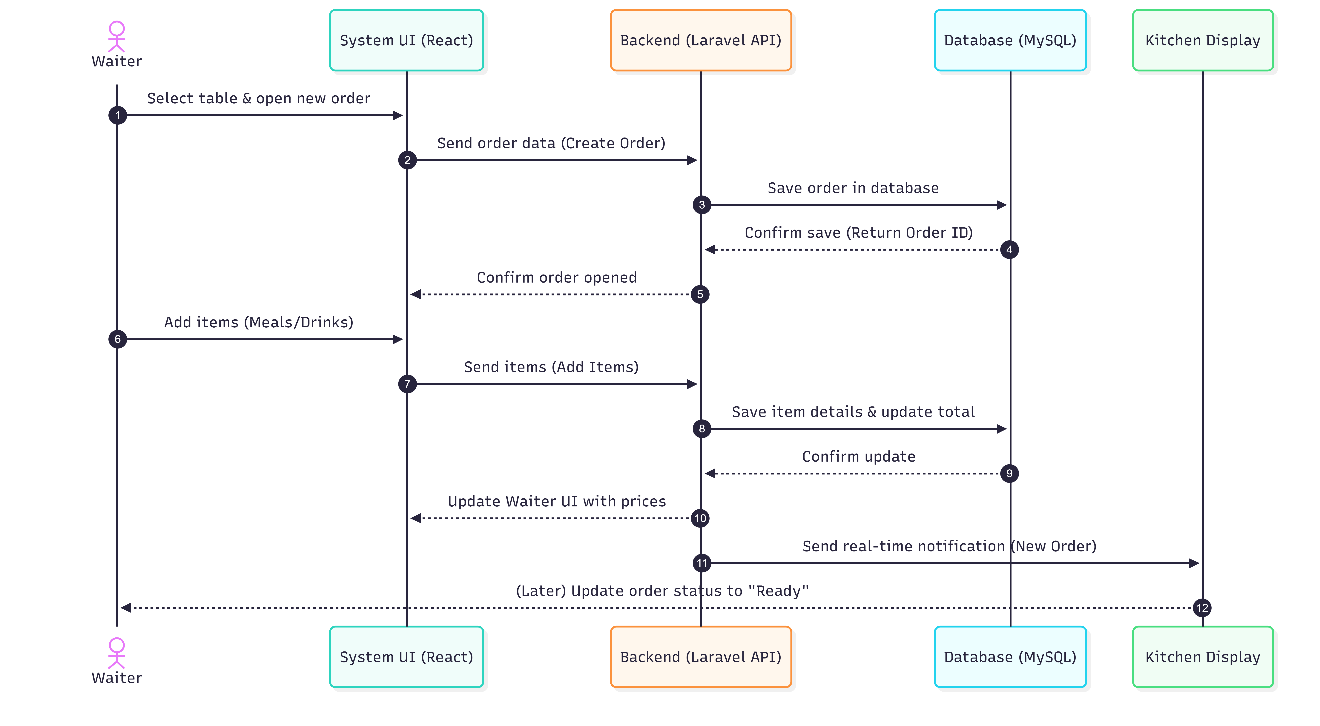 System UI (React)
Backend (Laravel API)
Database (MySQL)
Kitchen Display
Waiter
Select table & open new order
1
Send order data (Create Order)
2
Save order in database
3
Confirm save (Return Order ID)
4
Confirm order opened
5
Add items (Meals/Drinks)
6
Send items (Add Items)
7
Save item details & update total
8
Confirm update
9
Update Waiter UI with prices
10
Send real-time notification (New Order)
11
(Later) Update order status to "Ready"
12
System UI (React)
Backend (Laravel API)
Database (MySQL)
Kitchen Display
Waiter